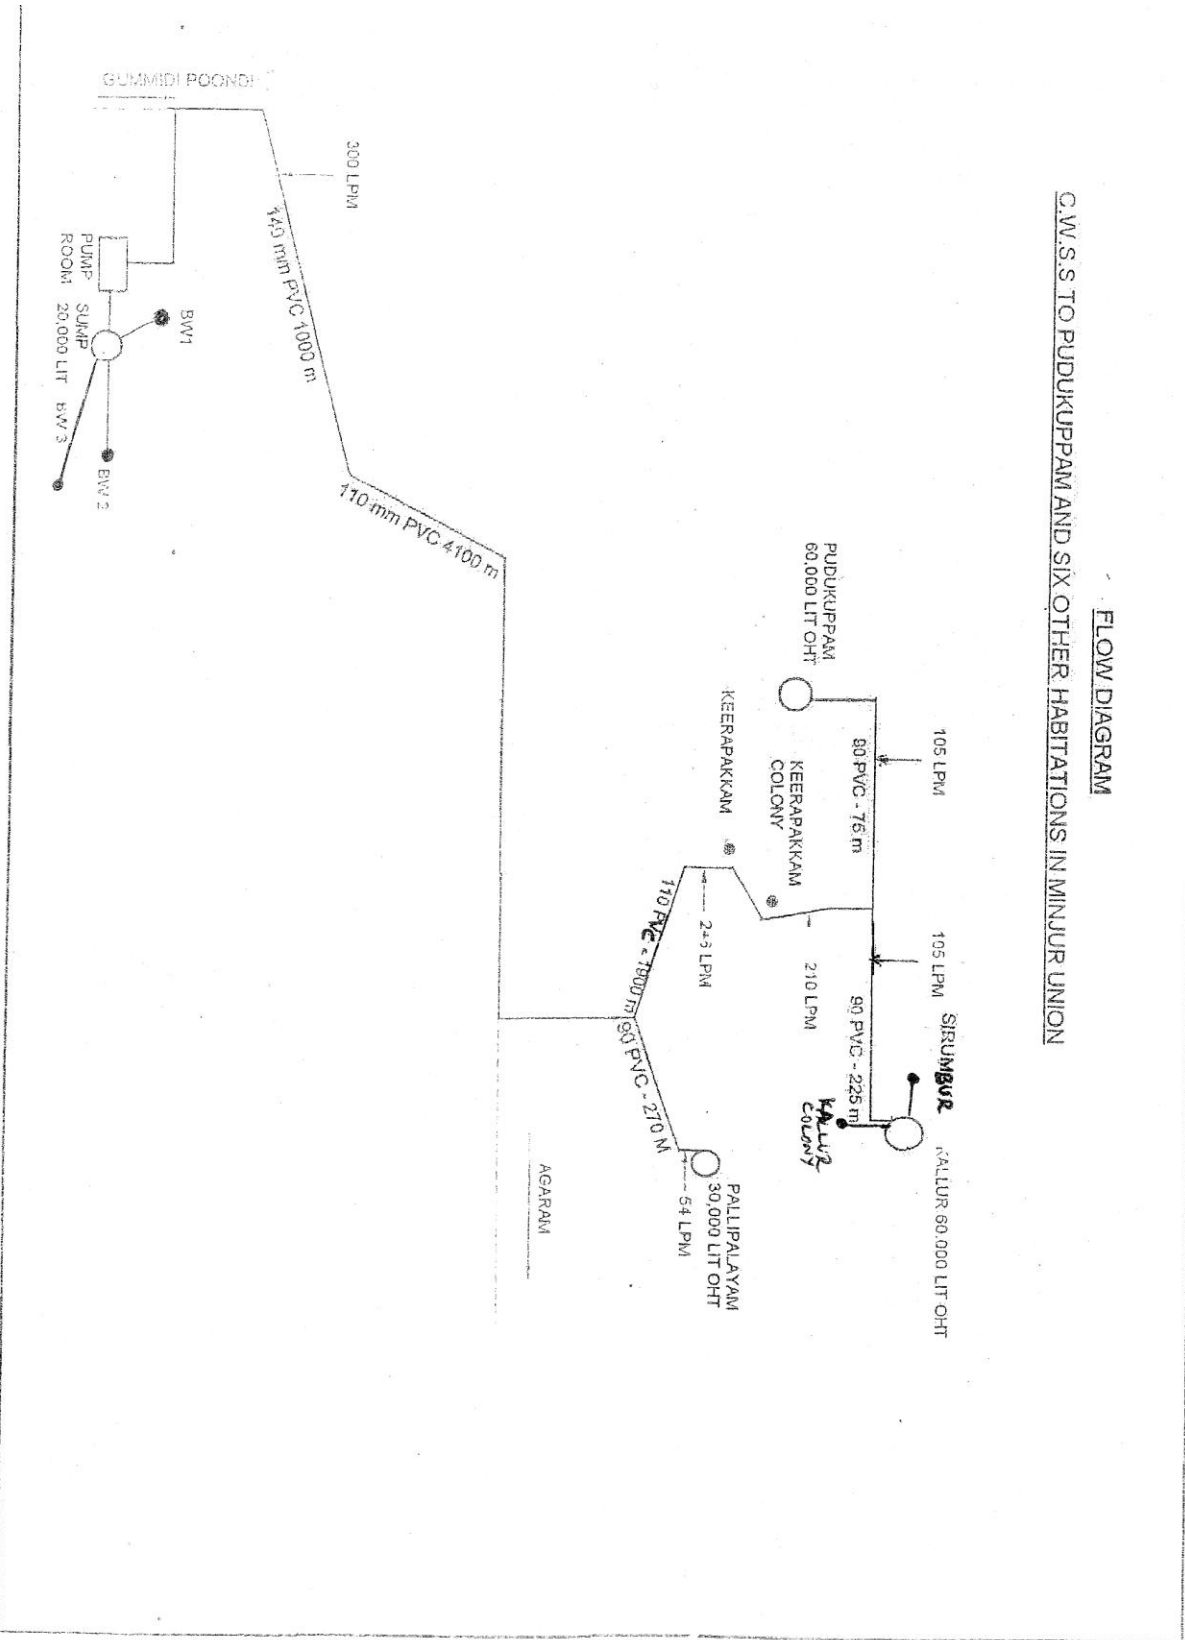 FLOW DIAGRAM
C.W.S.S TO PUDUKUPPAM AND SIX OTHER HABITATIONS IN MINJUR UNION
105 LPM
105 LPM
SIRUMBUR
KALLUR 60.000 LIT OHT
PUDUKUPPAM
60,000 LIT OHT
90 PVC - 75 m
90 PVC - 225 m
KALLUR
COLONY
KEERAPAKKAM
COLONY
210 LPM
KEERAPAKKAM
246 LPM
PALLIPALAYAM
30,000 LIT OHT
54 LPM
110 PVC - 1900 m
90 PVC - 270 M
AGARAM
300 LPM
140 mm PVC 1000 m
110 mm PVC 4100 m
GUMMIDI POONDI
BW1
BW 2
PUMP
ROOM
SUMP
20,000 LIT
BW 3